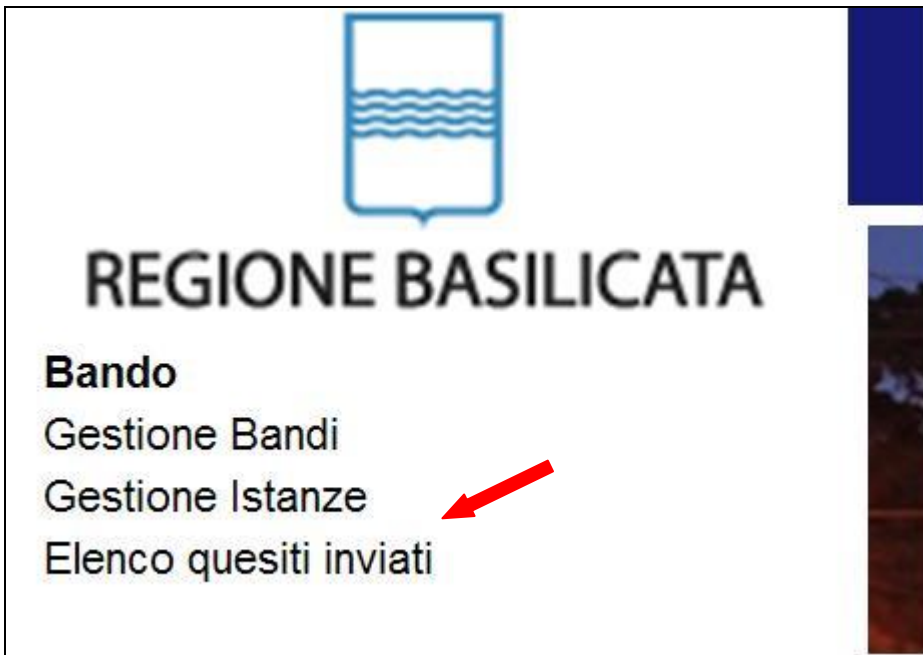 REGIONE BASILICATA
Bando
Gestione Bandi
Gestione Istanze
Elenco quesiti inviati